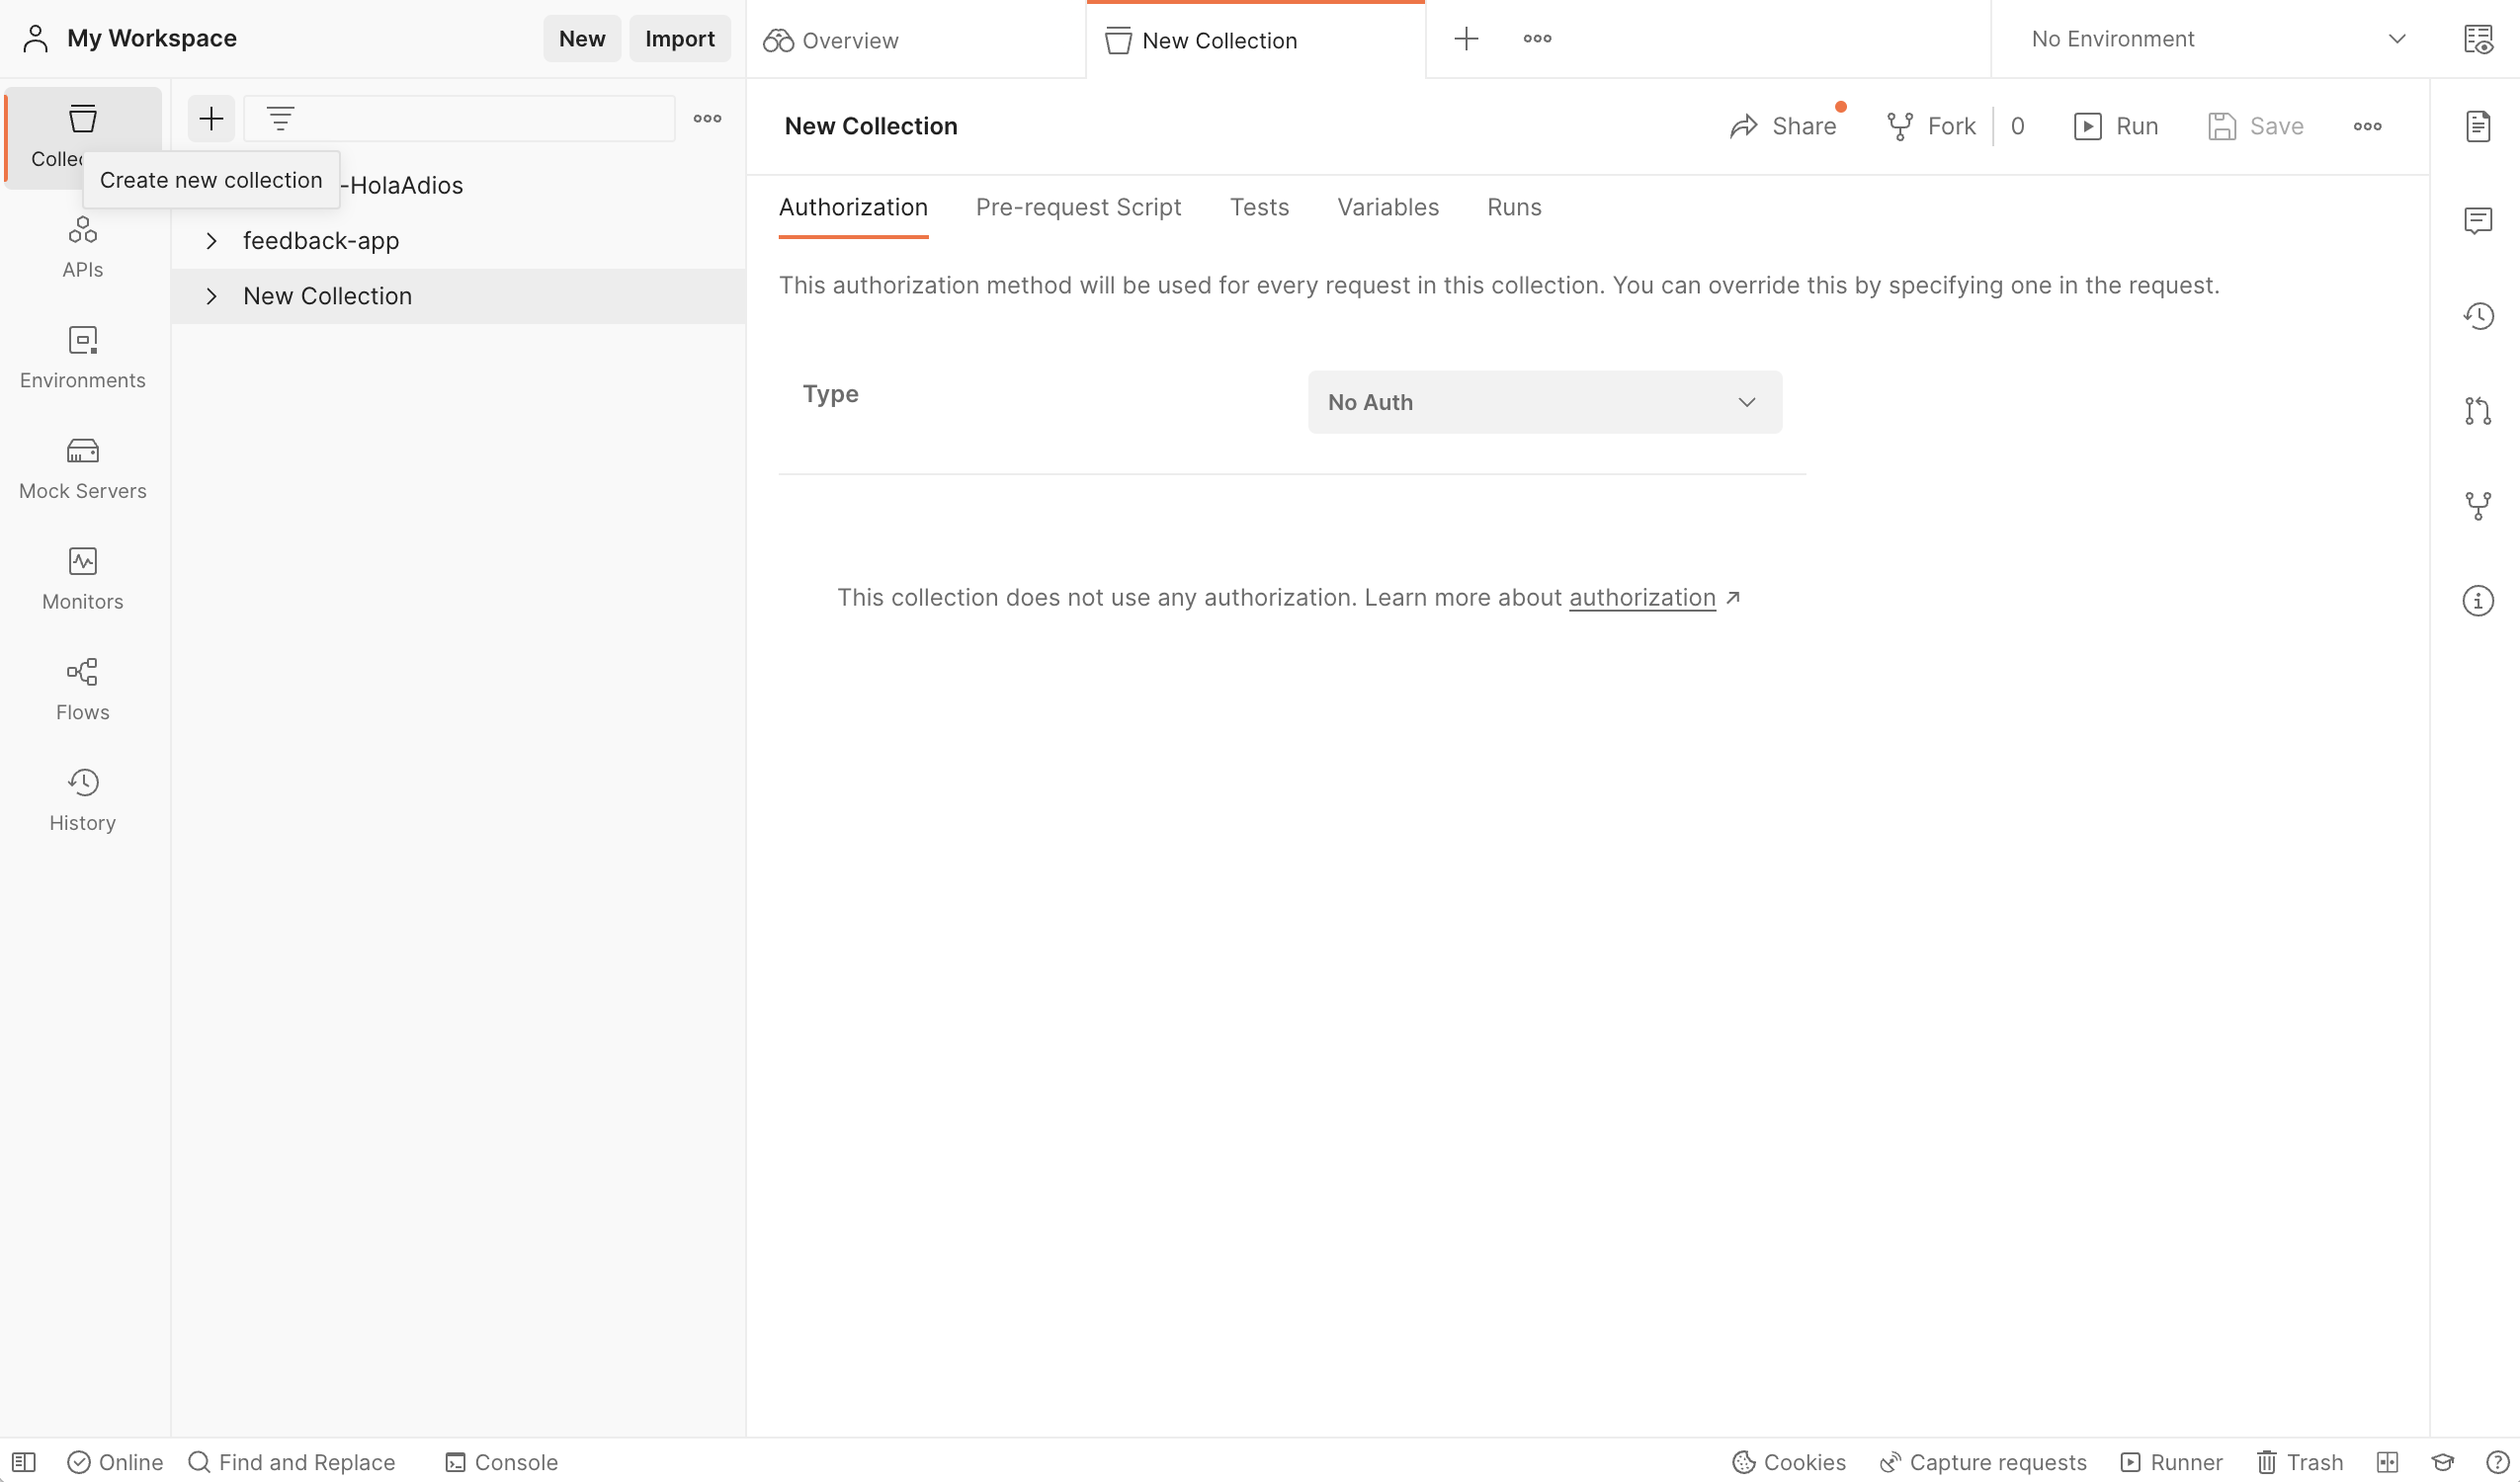 My Workspace
New
Import
Overview
New Collection
No Environment
Create new collection
-HolaAdios
feedback-app
New Collection
APIs
Environments
Mock Servers
Monitors
Flows
History
New Collection
Share
Fork
0
Run
Save
Authorization
Pre-request Script
Tests
Variables
Runs
This authorization method will be used for every request in this collection. You can override this by specifying one in the request.
Type
No Auth
This collection does not use any authorization. Learn more about authorization ↗
Online
Find and Replace
Console
Cookies
Capture requests
Runner
Trash